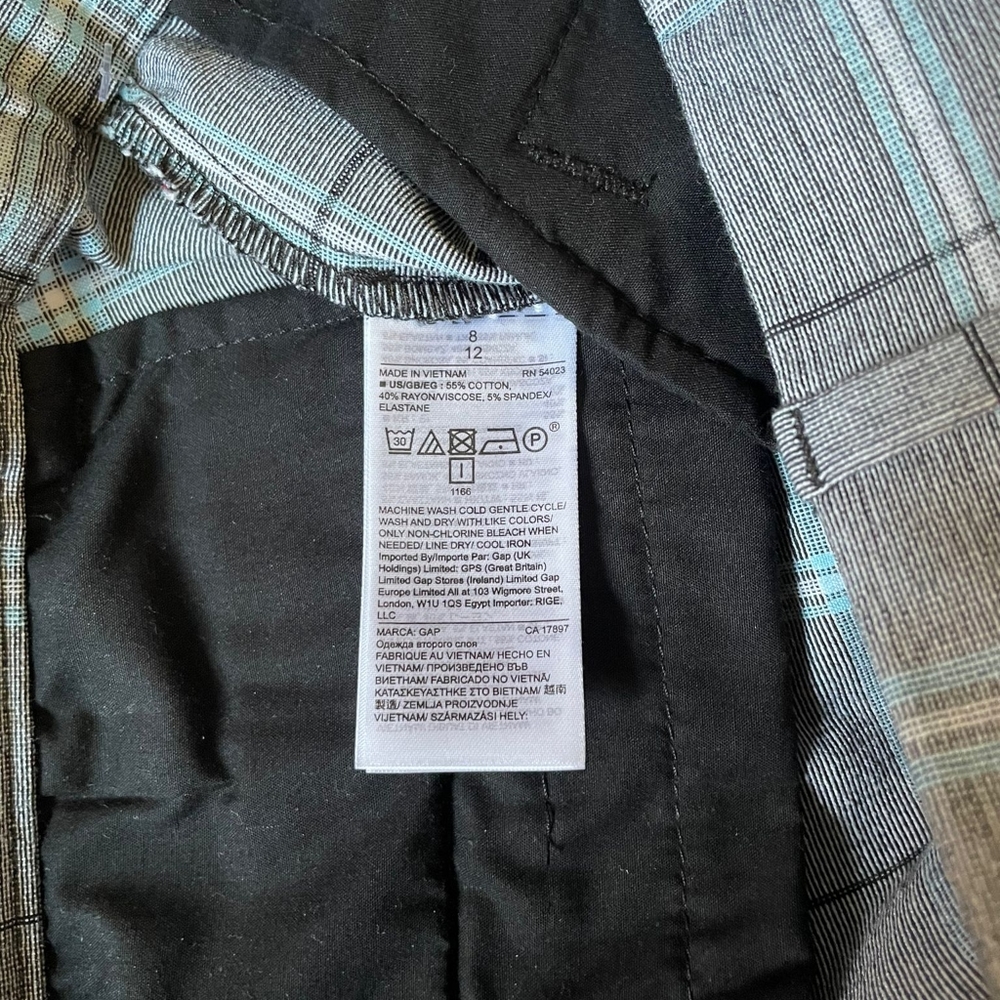 8
12
MADE IN VIETNAM RN 54023
■ US/GB/EG : 55% COTTON,
40% RAYON/VISCOSE, 5% SPANDEX/
ELASTANE
30 P ®
I
1166
MACHINE WASH COLD GENTLE CYCLE/
WASH AND DRY WITH LIKE COLORS/
ONLY NON-CHLORINE BLEACH WHEN
NEEDED/ LINE DRY/ COOL IRON
Imported By/Importe Par: Gap (UK
Holdings) Limited: GPS (Great Britain)
Limited Gap Stores (Ireland) Limited Gap
Europe Limited All at 103 Wigmore Street,
London, W1U 1QS Egypt Importer: RIGE,
LLC
MARCA: GAP CA 17897
Одежда второго слоя
FABRIQUE AU VIETNAM/ HECHO EN
VIETNAM/ ПРОИЗВЕДЕНО ВЪВ
ВИЕТНАМ/ FABRICADO NO VIETNÃ/
ΚΑΤΑΣΚΕΥΑΣΤΗΚΕ ΣΤΟ ΒΙΕΤΝΑΜ/ 越南
製造/ ZEMLJA PROIZVODNJE
VIJETNAM/ SZÁRMAZÁSI HELY: